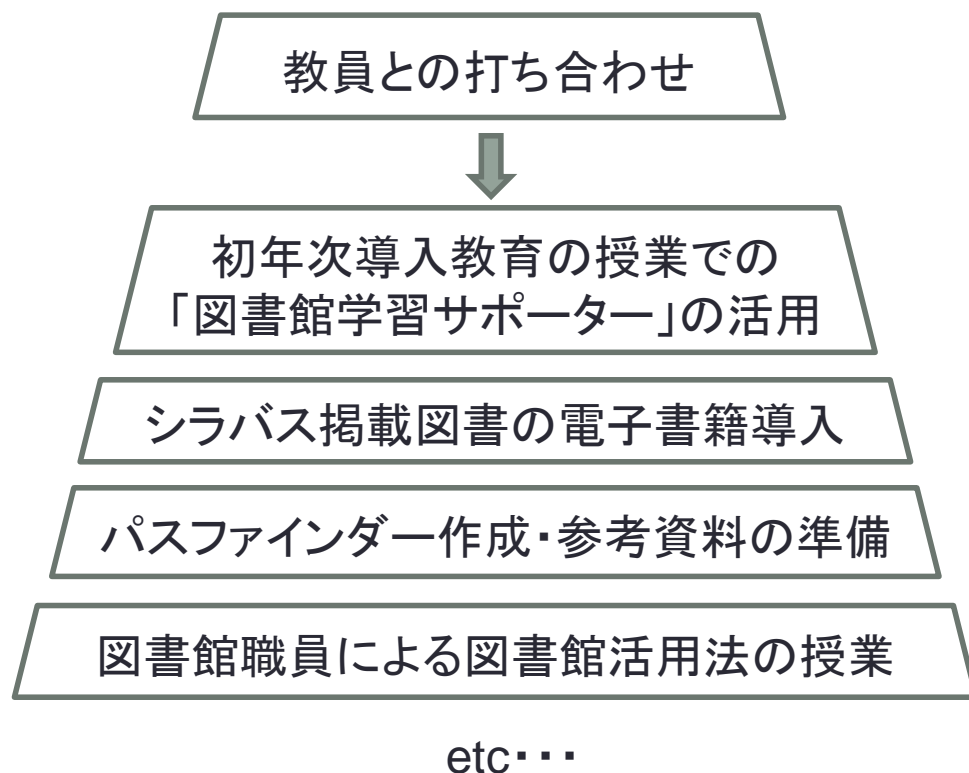 教員との打ち合わせ
初年次導入教育の授業での
「図書館学習サポーター」の活用
シラバス掲載図書の電子書籍導入
パスファインダー作成・参考資料の準備
図書館職員による図書館活用法の授業
etc・・・